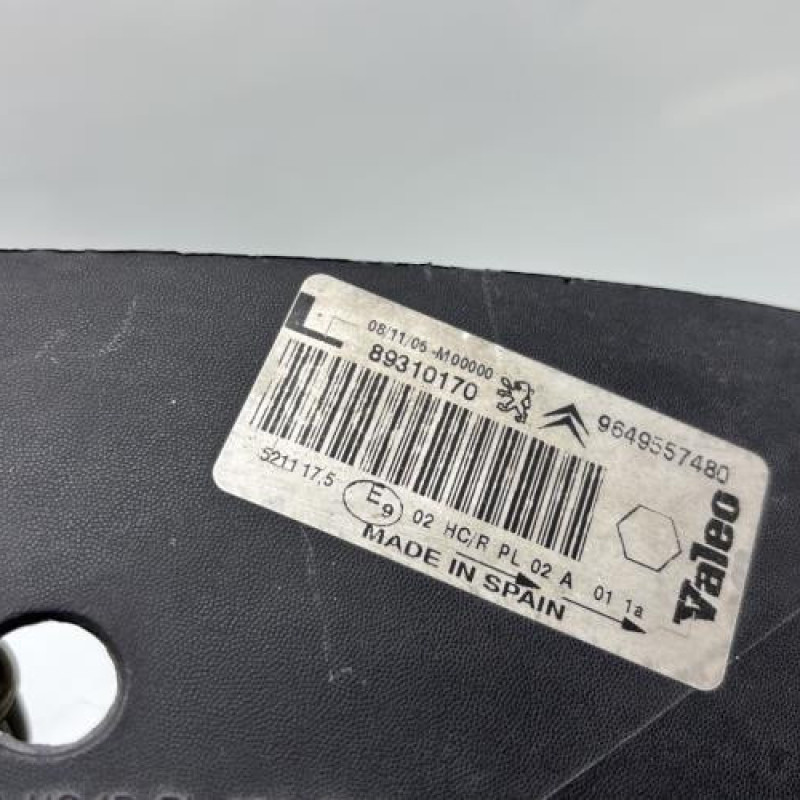 L
08/11/05-M00000
89310170
9649557480
5211 17.5
E9 02 HC/R PL 02 A 01 1a
MADE IN SPAIN
Valeo